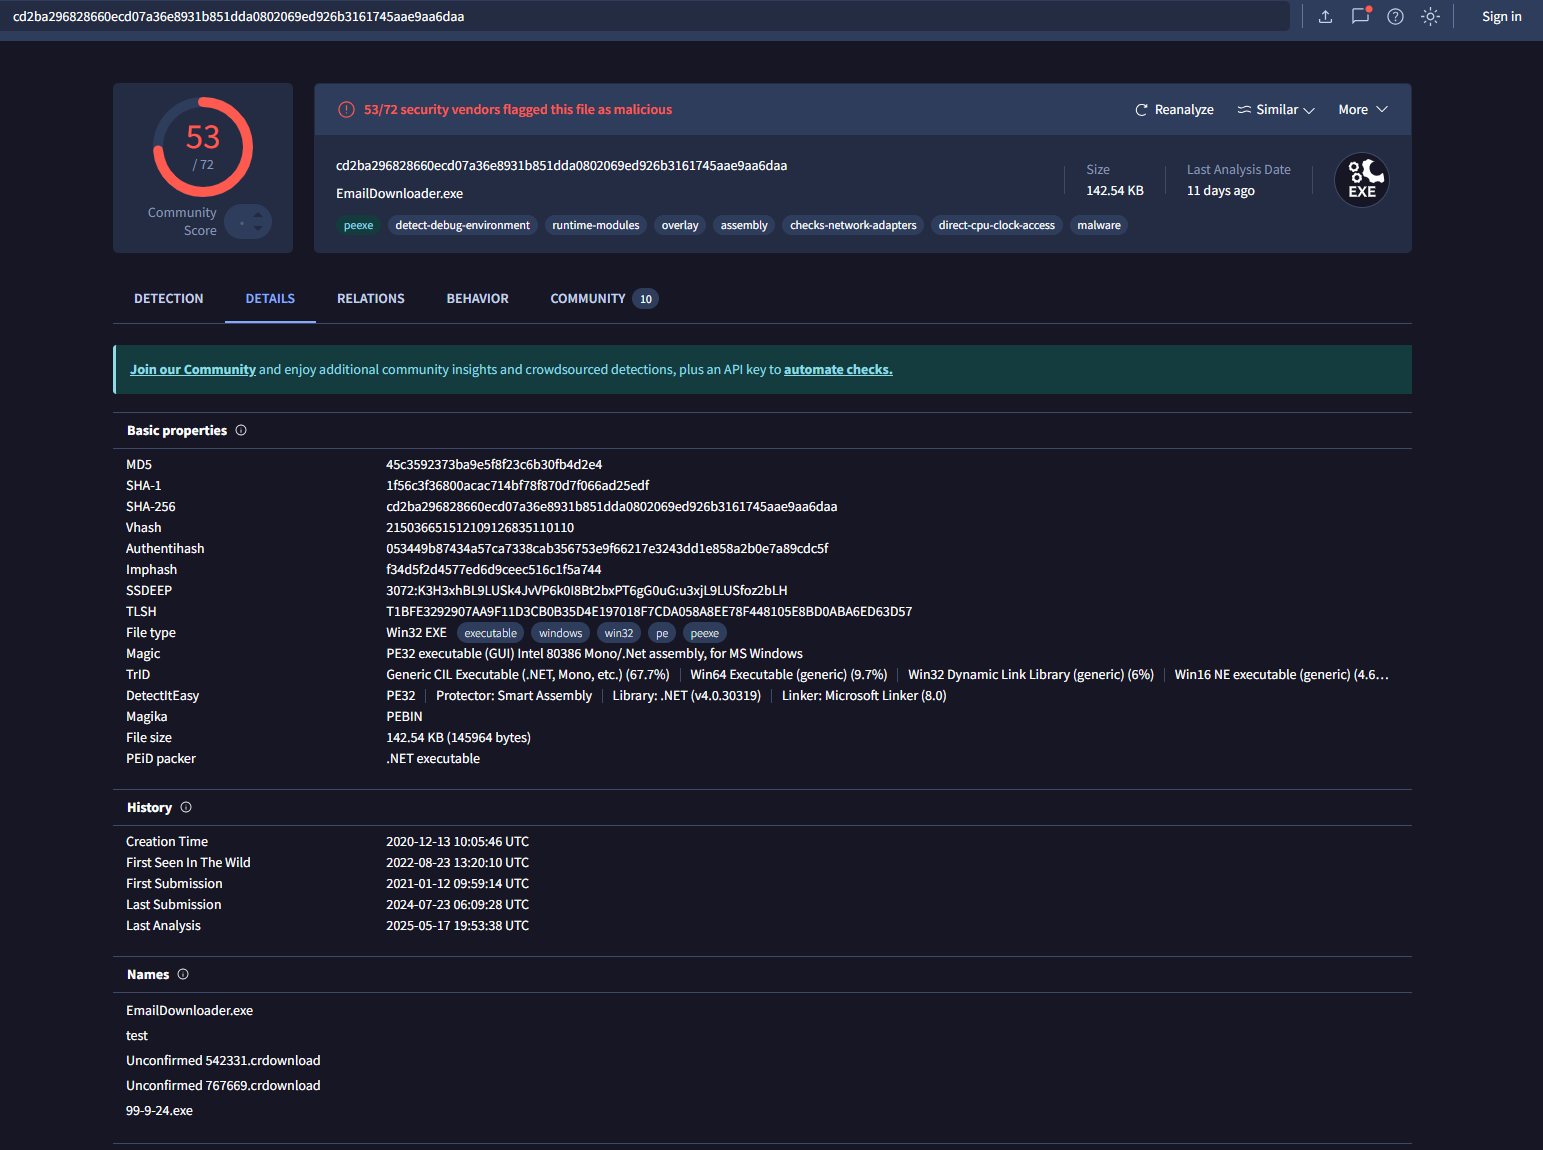 cd2ba296828660ecd07a36e8931b851dda0802069ed926b3161745aae9aa6daa
Sign in
53
/ 72
Community
Score
53/72 security vendors flagged this file as malicious
Reanalyze
Similar
More
cd2ba296828660ecd07a36e8931b851dda0802069ed926b3161745aae9aa6daa
EmailDownloader.exe
Size
142.54 KB
Last Analysis Date
11 days ago
EXE
peexe detect-debug-environment runtime-modules overlay assembly checks-network-adapters direct-cpu-clock-access malware
DETECTION DETAILS RELATIONS BEHAVIOR COMMUNITY 10
Join our Community and enjoy additional community insights and crowdsourced detections, plus an API key to automate checks.
Basic properties
MD5 45c3592373ba9e5f8f23c6b30fb4d2e4
SHA-1 1f56c3f36800acac714bf78f870d7f066ad25edf
SHA-256 cd2ba296828660ecd07a36e8931b851dda0802069ed926b3161745aae9aa6daa
Vhash 215036651512109126835110110
Authentihash 053449b87434a57ca7338cab356753e9f66217e3243dd1e858a2b0e7a89cdc5f
Imphash f34d5f2d4577ed6d9ceec516c1f5a744
SSDEEP 3072:K3H3xhBL9LUSk4JvVP6k0I8Bt2bxPT6gG0uG:u3xjL9LUSfoz2bLH
TLSH T1BFE3292907AA9F11D3CB0B35D4E197018F7CDA058A8EE78F448105E8BD0ABA6ED63D57
File type Win32 EXE executable windows win32 pe peexe
Magic PE32 executable (GUI) Intel 80386 Mono/.Net assembly, for MS Windows
TrID Generic CIL Executable (.NET, Mono, etc.) (67.7%) Win64 Executable (generic) (9.7%) Win32 Dynamic Link Library (generic) (6%) Win16 NE executable (generic) (4.6…
DetectItEasy PE32 Protector: Smart Assembly Library: .NET (v4.0.30319) Linker: Microsoft Linker (8.0)
Magika PEBIN
File size 142.54 KB (145964 bytes)
PEiD packer .NET executable
History
Creation Time 2020-12-13 10:05:46 UTC
First Seen In The Wild 2022-08-23 13:20:10 UTC
First Submission 2021-01-12 09:59:14 UTC
Last Submission 2024-07-23 06:09:28 UTC
Last Analysis 2025-05-17 19:53:38 UTC
Names
EmailDownloader.exe
test
Unconfirmed 542331.crdownload
Unconfirmed 767669.crdownload
99-9-24.exe